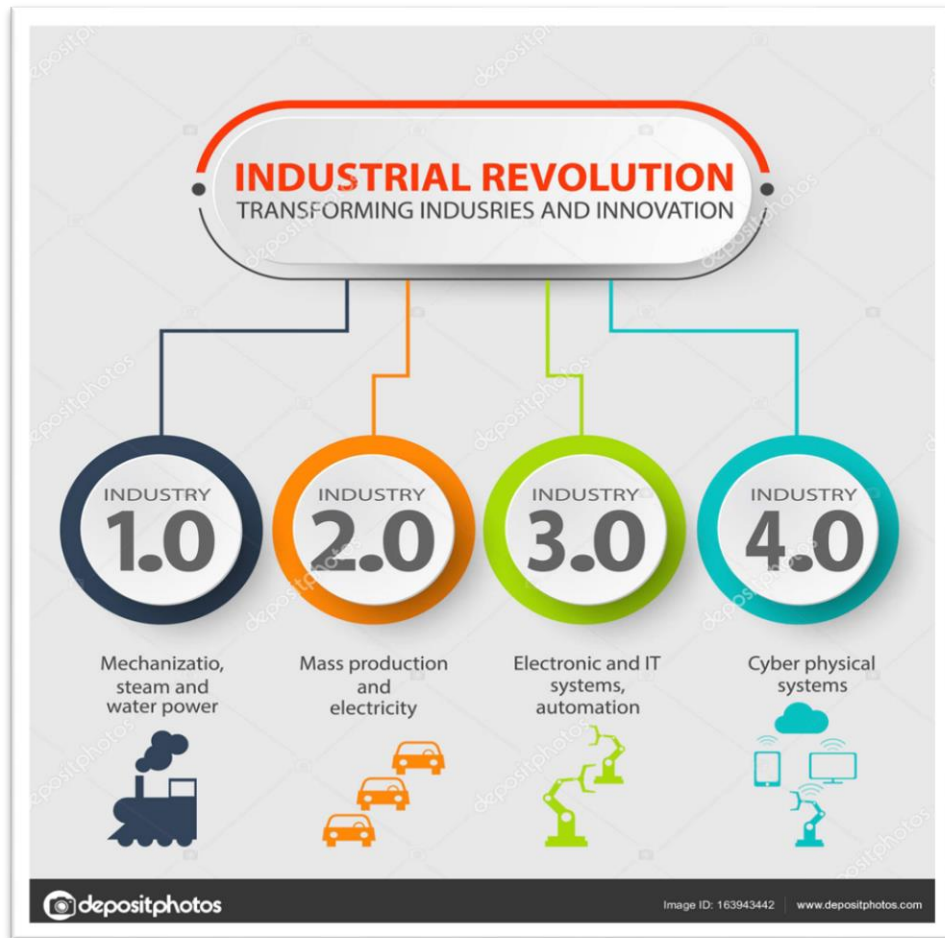 INDUSTRIAL REVOLUTION
TRANSFORMING INDUSRIES AND INNOVATION
INDUSTRY
1.0
INDUSTRY
2.0
INDUSTRY
3.0
INDUSTRY
4.0
Mechanizatio,
steam and
water power
Mass production
and
electricity
Electronic and IT
systems,
automation
Cyber physical
systems
depositphotos
Image ID: 163943442
www.depositphotos.com